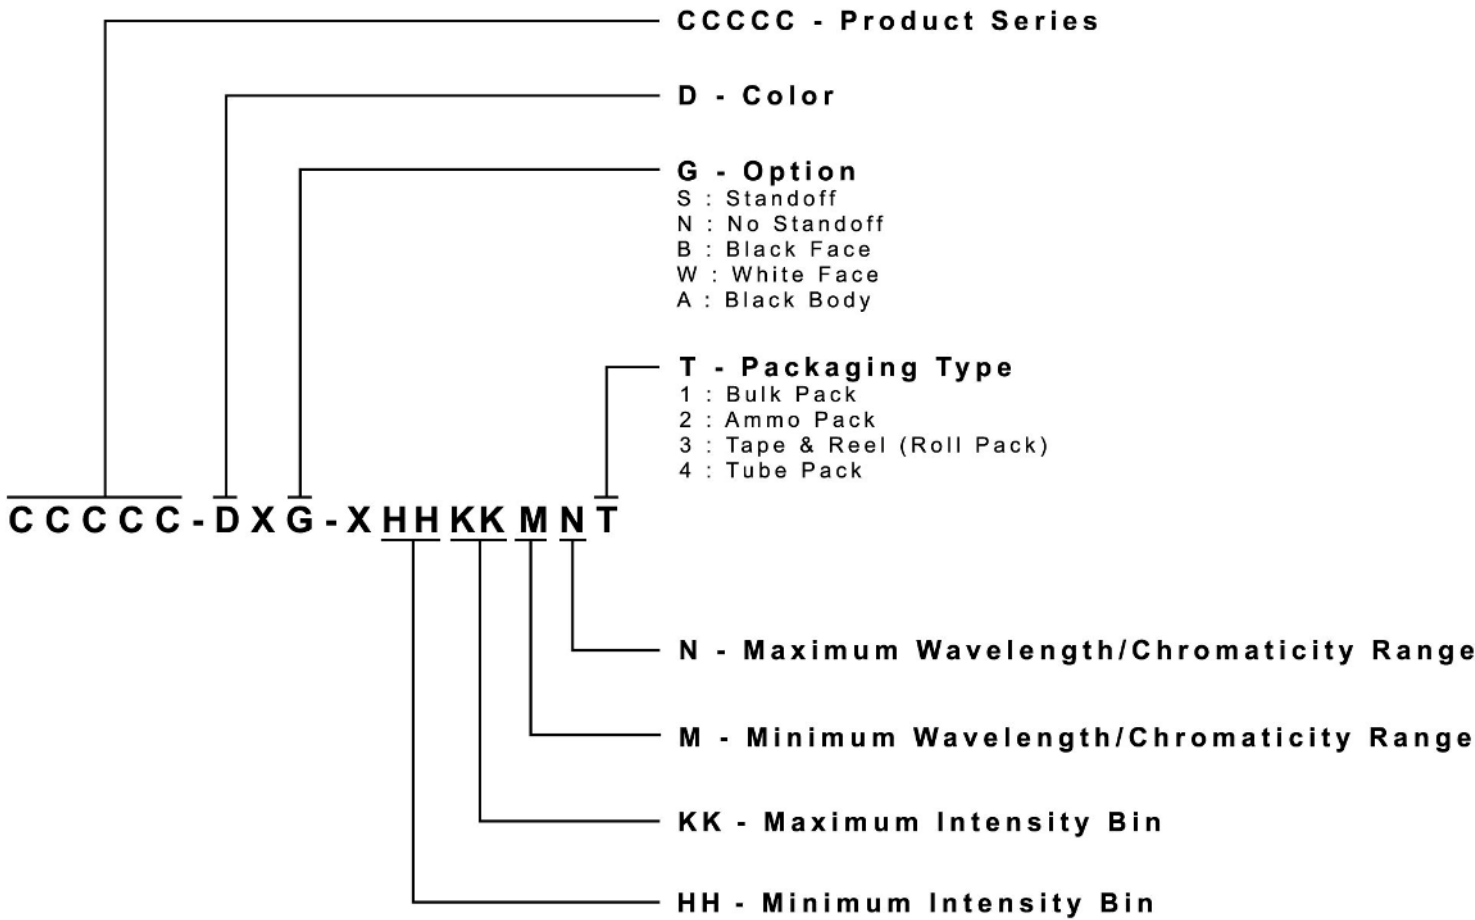 CCCCC - Product Series
D - Color
G - Option
S : Standoff
N : No Standoff
B : Black Face
W : White Face
A : Black Body
T - Packaging Type
1 : Bulk Pack
2 : Ammo Pack
3 : Tape & Reel (Roll Pack)
4 : Tube Pack
CCCCC-DXG-XHHKKMNT
N - Maximum Wavelength/Chromaticity Range
M - Minimum Wavelength/Chromaticity Range
KK - Maximum Intensity Bin
HH - Minimum Intensity Bin